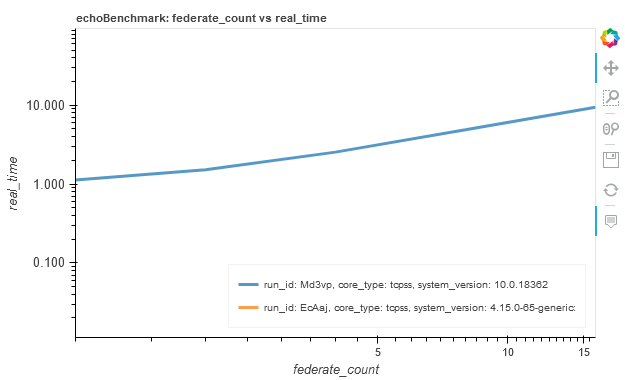 echoBenchmark: federate_count vs real_time
10.000
1.000
0.100
real_time
run_id: Md3vp, core_type: tcpss, system_version: 10.0.18362
run_id: EcAaj, core_type: tcpss, system_version: 4.15.0-65-generic:
5
10
15
federate_count